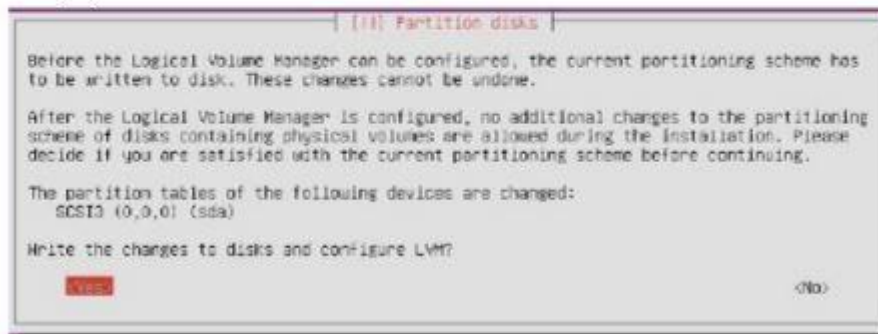 [!!] Partition disks
Before the Logical Volume Manager can be configured, the current partitioning scheme has
to be written to disk. These changes cannot be undone.
After the Logical Volume Manager is configured, no additional changes to the partitioning
scheme of disks containing physical volumes are allowed during the installation. Please
decide if you are satisfied with the current partitioning scheme before continuing.
The partition tables of the following devices are changed:
SCSI3 (0,0,0) (sda)
Write the changes to disks and configure LVM?
<Yes> <No>